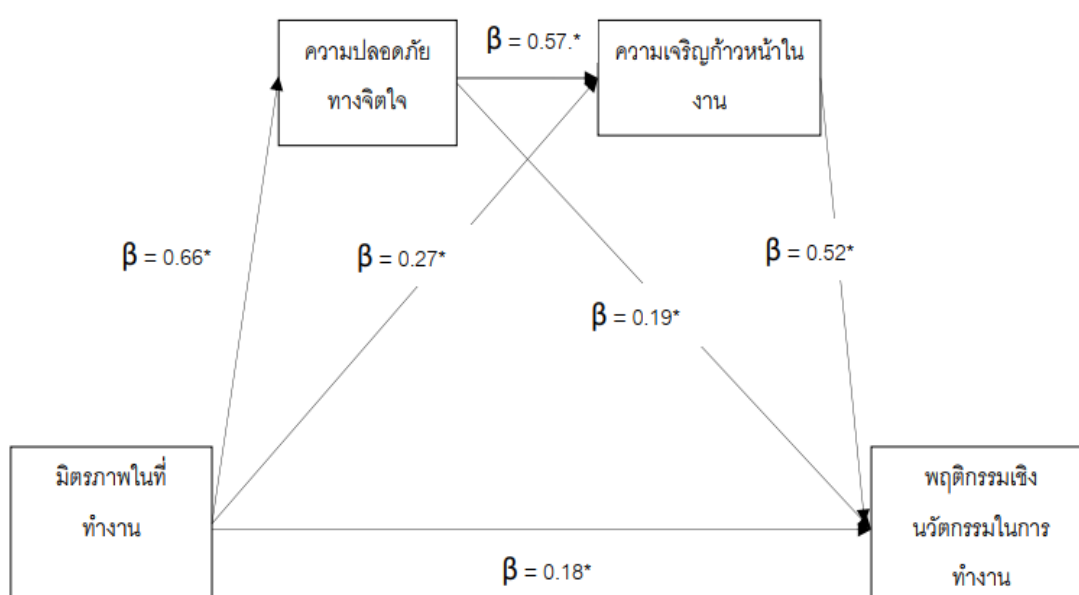 ความปลอดภัย
ทางจิตใจ
β = 0.57.*
ความเจริญก้าวหน้าใน
งาน
β = 0.66*
β = 0.27*
β = 0.52*
β = 0.19*
มิตรภาพในที่
ทำงาน
พฤติกรรมเชิง
นวัตกรรมในการ
ทำงาน
β = 0.18*